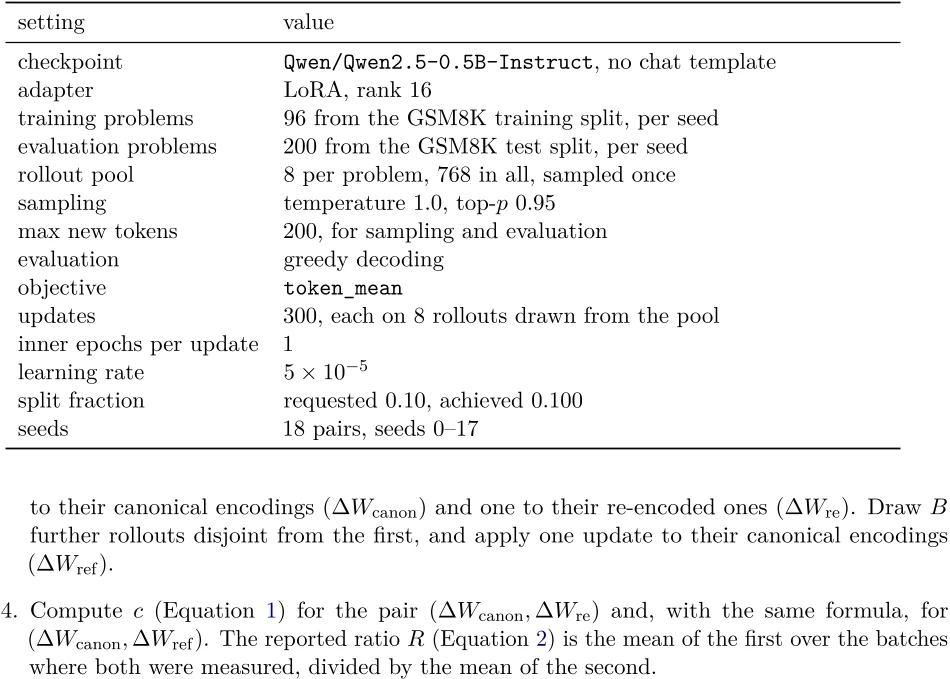 setting value
checkpoint Qwen/Qwen2.5-0.5B-Instruct, no chat template
adapter LoRA, rank 16
training problems 96 from the GSM8K training split, per seed
evaluation problems 200 from the GSM8K test split, per seed
rollout pool 8 per problem, 768 in all, sampled once
sampling temperature 1.0, top-p 0.95
max new tokens 200, for sampling and evaluation
evaluation greedy decoding
objective token_mean
updates 300, each on 8 rollouts drawn from the pool
inner epochs per update 1
learning rate 5 × 10⁻⁵
split fraction requested 0.10, achieved 0.100
seeds 18 pairs, seeds 0–17
to their canonical encodings (ΔW_canon) and one to their re-encoded ones (ΔW_re). Draw B
further rollouts disjoint from the first, and apply one update to their canonical encodings
(ΔW_ref).
4. Compute c (Equation 1) for the pair (ΔW_canon, ΔW_re) and, with the same formula, for
(ΔW_canon, ΔW_ref). The reported ratio R (Equation 2) is the mean of the first over the batches
where both were measured, divided by the mean of the second.